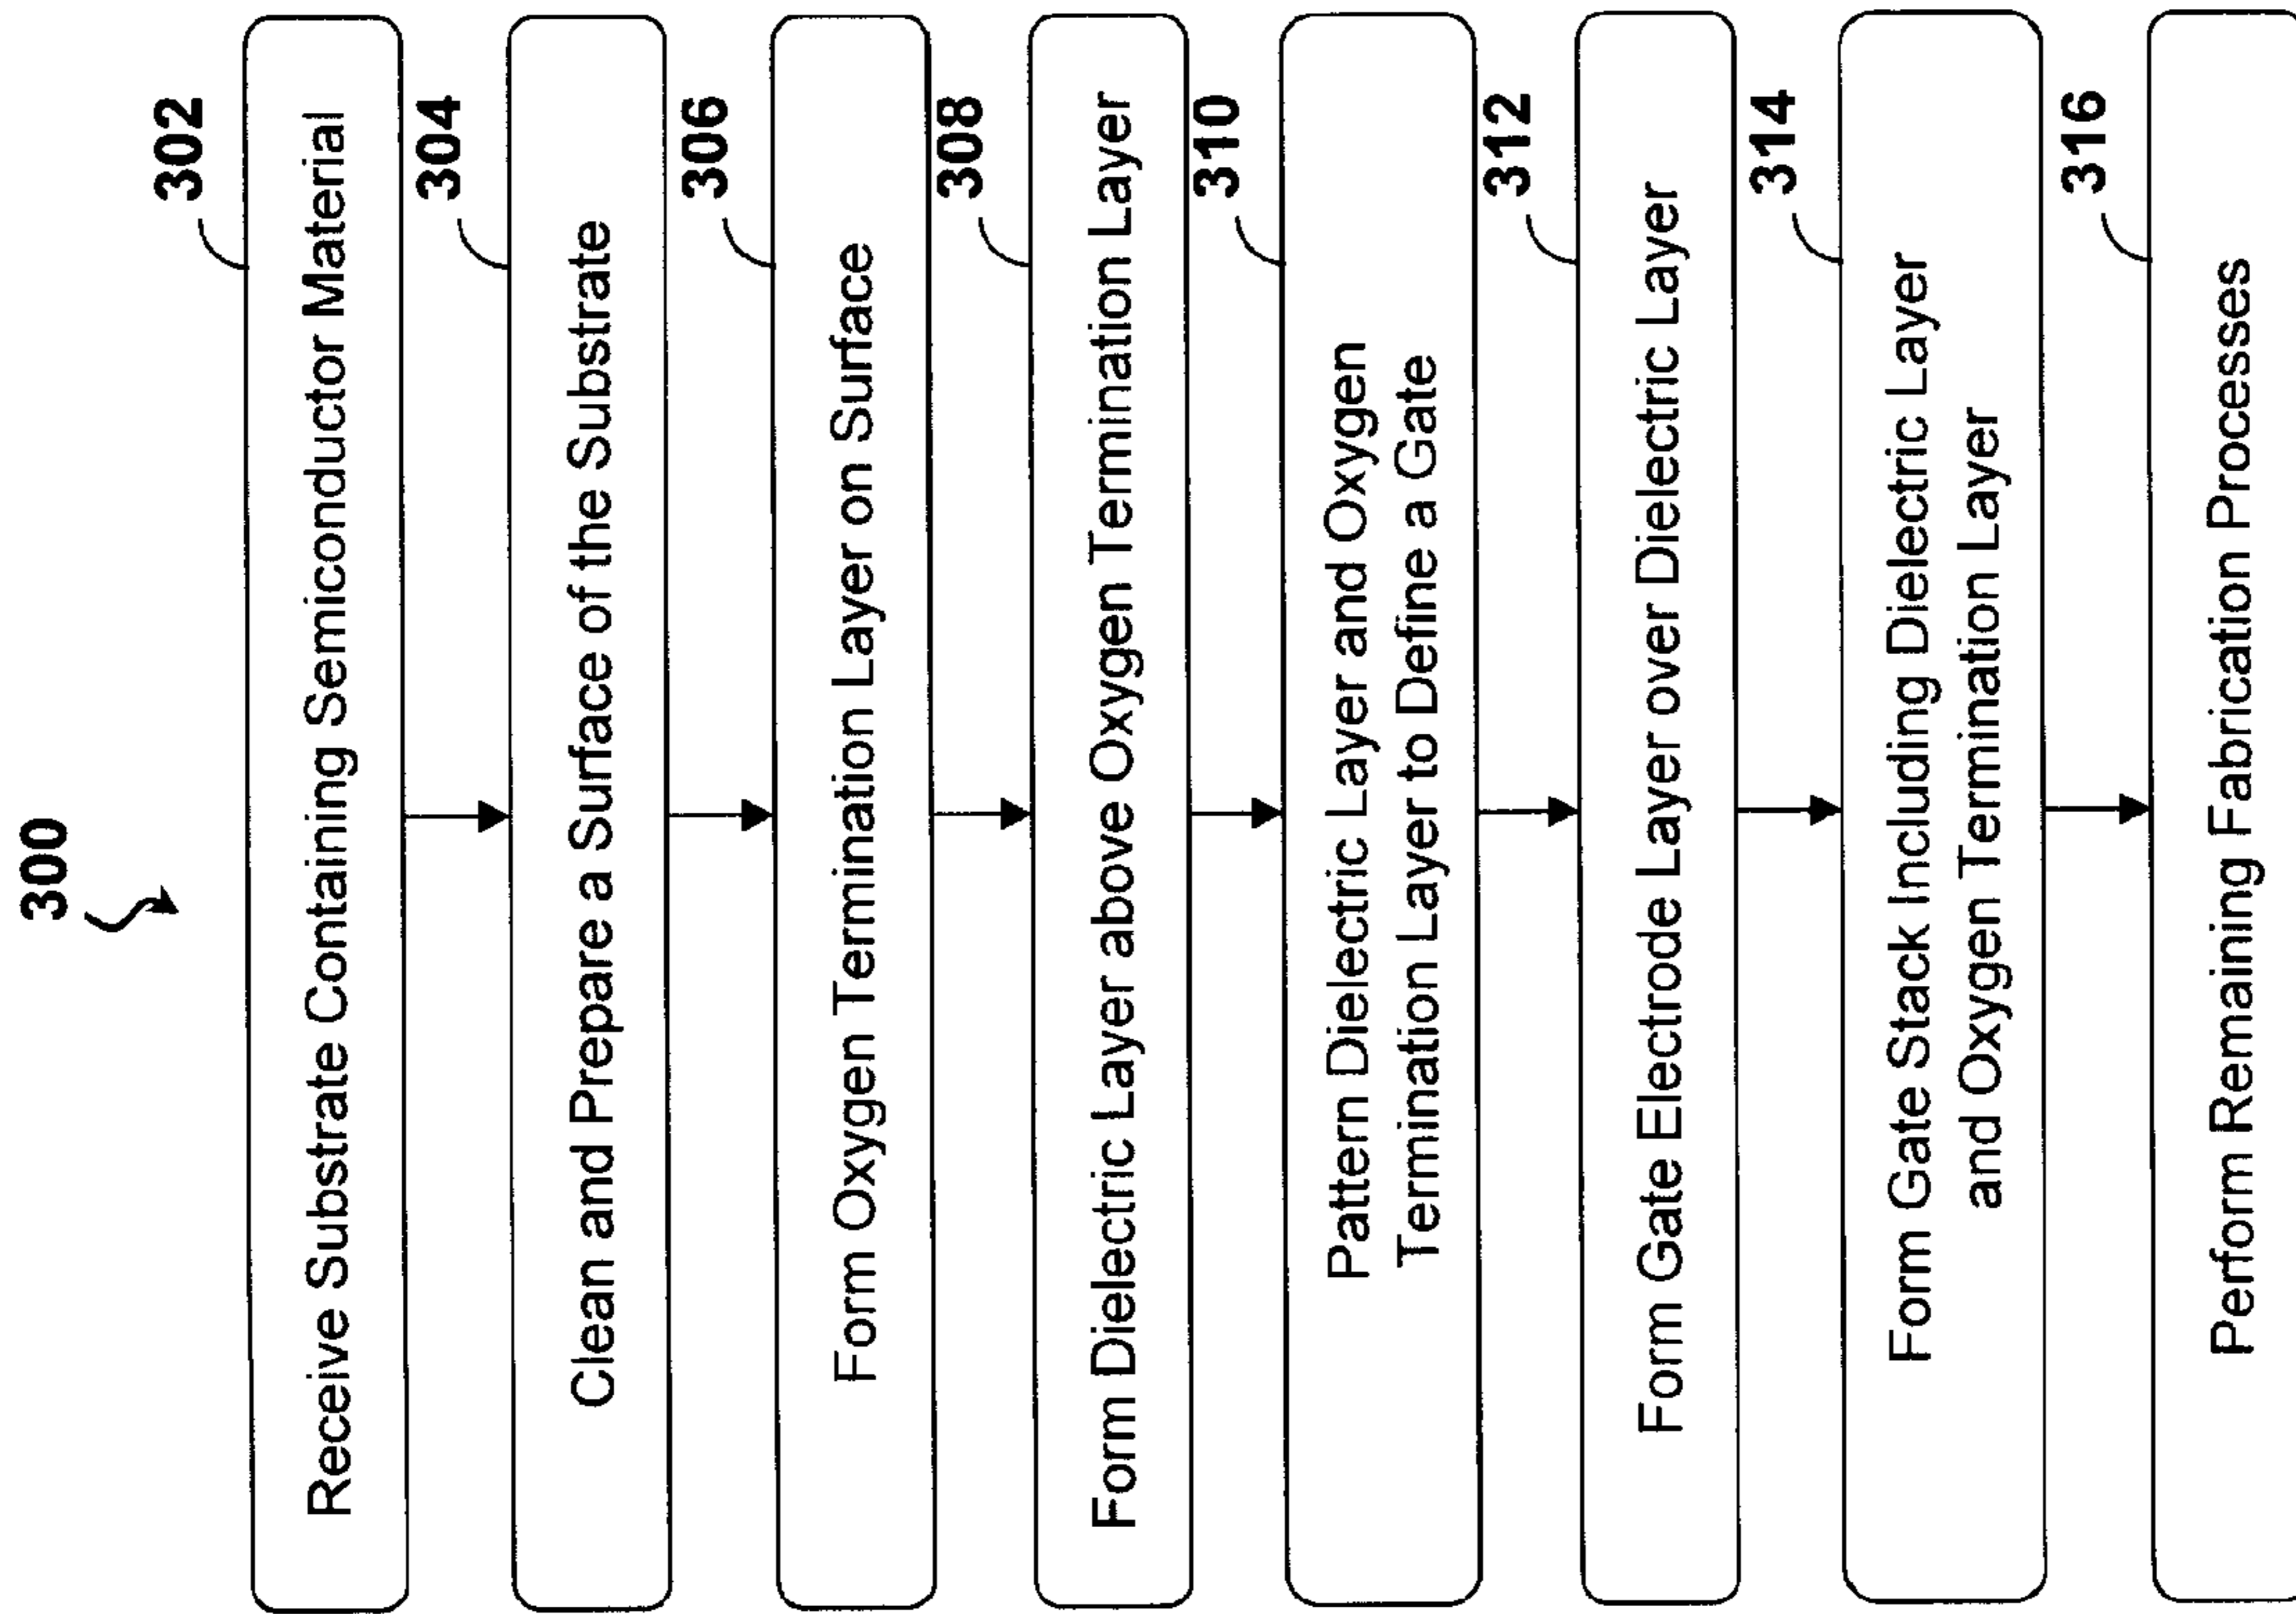 300
302
Receive Substrate Containing Semiconductor Material
304
Clean and Prepare a Surface of the Substrate
306
Form Oxygen Termination Layer on Surface
308
Form Dielectric Layer above Oxygen Termination Layer
310
Pattern Dielectric Layer and Oxygen
Termination Layer to Define a Gate
312
Form Gate Electrode Layer over Dielectric Layer
314
Form Gate Stack Including Dielectric Layer
and Oxygen Termination Layer
316
Perform Remaining Fabrication Processes